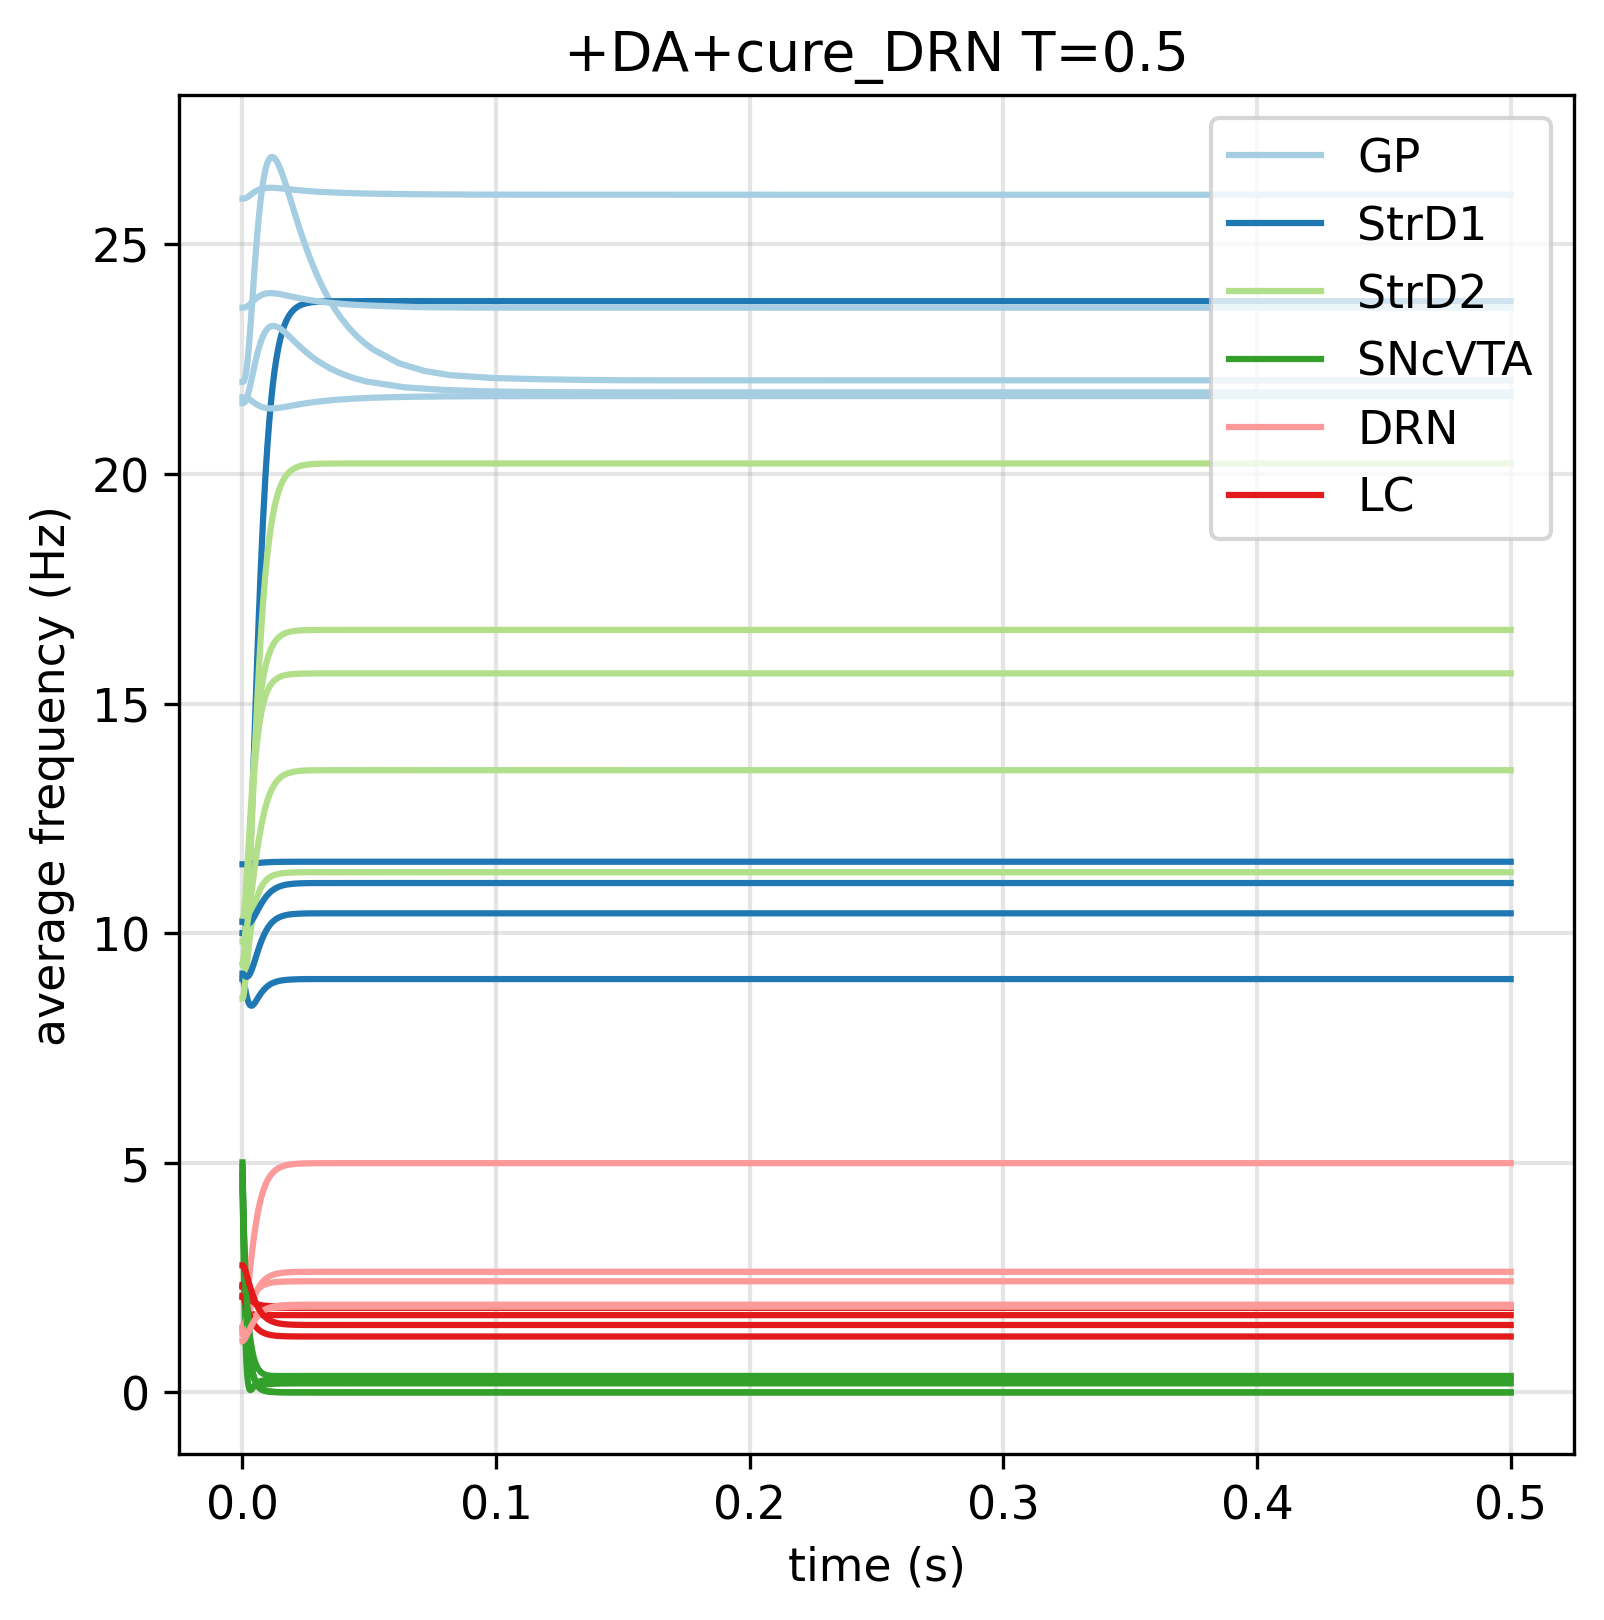 +DA+cure_DRN T=0.5
GP
StrD1
StrD2
SNcVTA
DRN
LC
average frequency (Hz)
25
20
15
10
5
0
0.0 0.1 0.2 0.3 0.4 0.5
time (s)